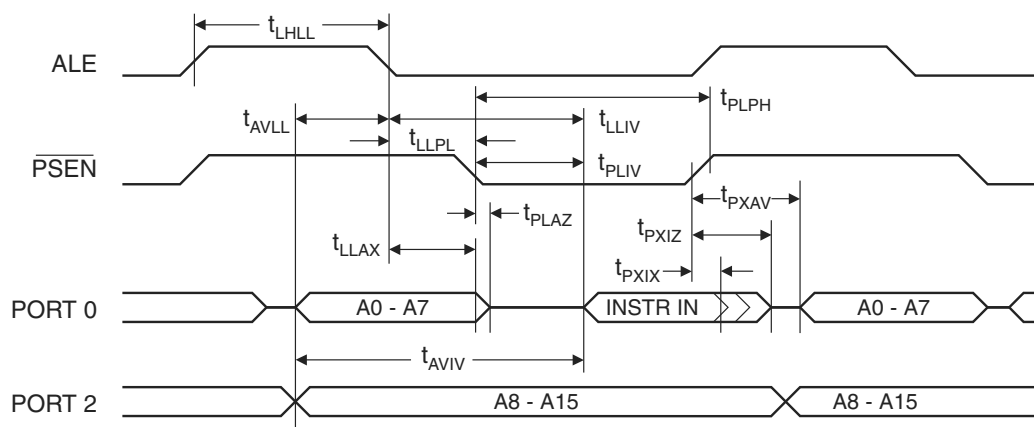 tLHLL
ALE
tPLPH
tAVLL
tLLIV
tLLPL
PSEN
tPLIV
tPXAV
tPLAZ
tLLAX
tPXIZ
tPXIX
PORT 0 A0 - A7 INSTR IN A0 - A7
tAVIV
PORT 2 A8 - A15 A8 - A15